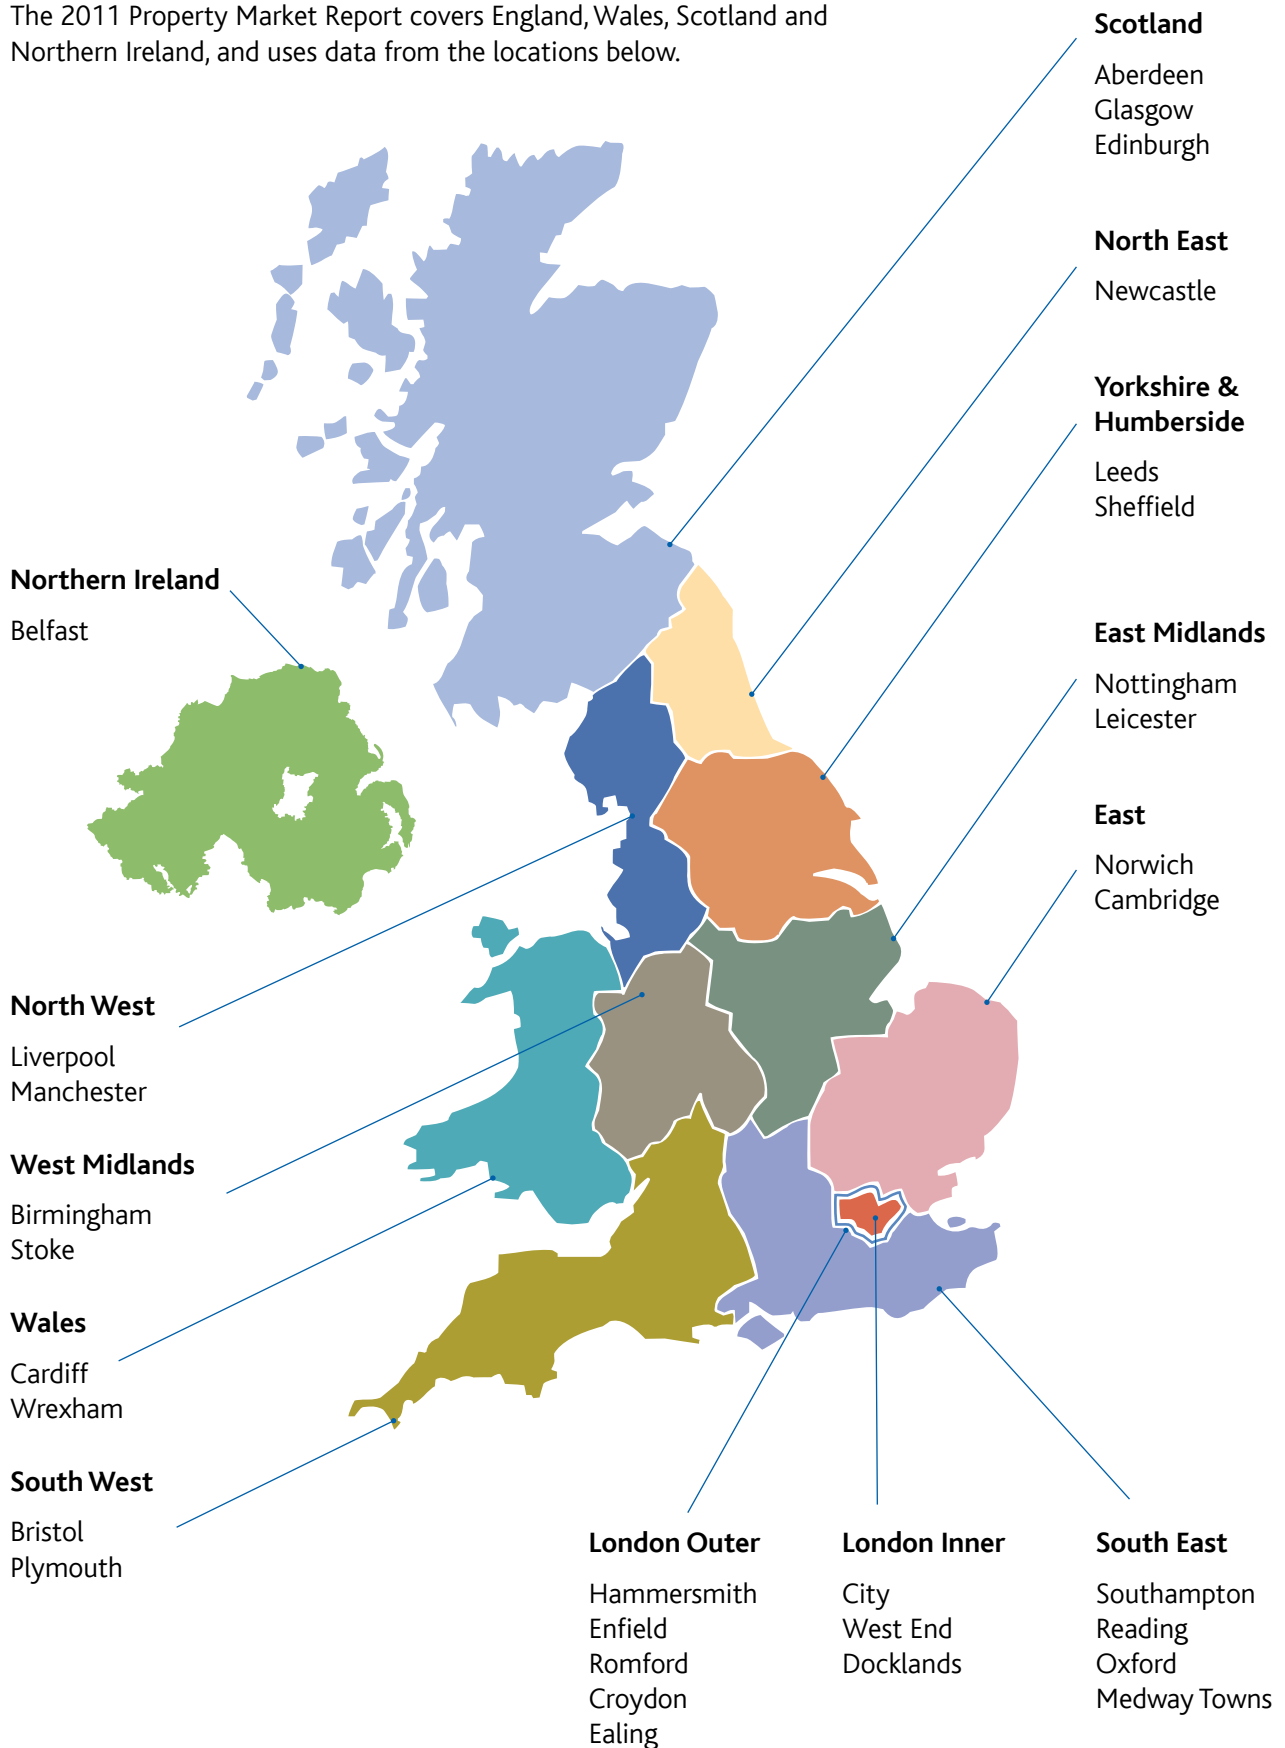 The 2011 Property Market Report covers England, Wales, Scotland and
Northern Ireland, and uses data from the locations below.
Scotland
Aberdeen
Glasgow
Edinburgh
North East
Newcastle
Yorkshire &
Humberside
Leeds
Sheffield
Northern Ireland
Belfast
East Midlands
Nottingham
Leicester
East
Norwich
Cambridge
North West
Liverpool
Manchester
West Midlands
Birmingham
Stoke
Wales
Cardiff
Wrexham
South West
Bristol
Plymouth
London Outer
Hammersmith
Enfield
Romford
Croydon
Ealing
London Inner
City
West End
Docklands
South East
Southampton
Reading
Oxford
Medway Towns